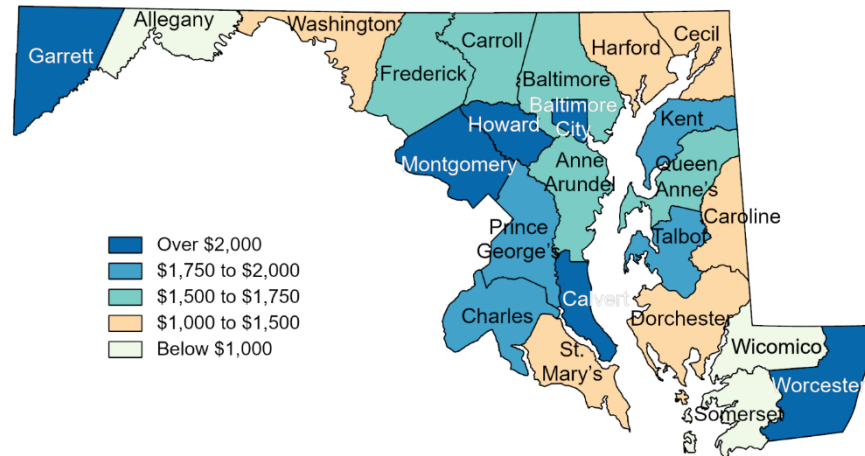 Allegany
Washington
Garrett
Frederick
Carroll
Baltimore
Harford
Cecil
Baltimore
City
Howard
Kent
Montgomery
Anne
Arundel
Queen
Anne's
Prince
George's
Caroline
Talbot
Over $2,000
$1,750 to $2,000
$1,500 to $1,750
$1,000 to $1,500
Below $1,000
Calvert
Charles
Dorchester
St.
Mary's
Wicomico
Worcester
Somerset